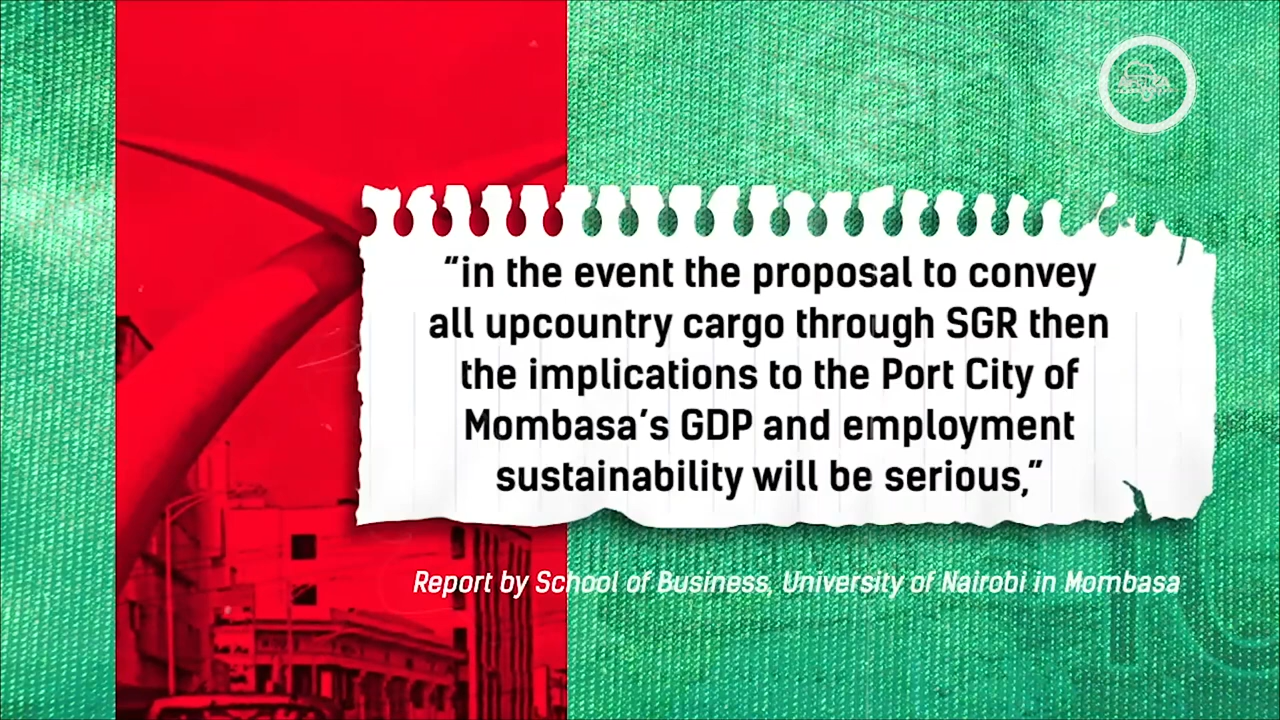 “in the event the proposal to convey
all upcountry cargo through SGR then
the implications to the Port City of
Mombasa’s GDP and employment
sustainability will be serious,”
Report by School of Business, University of Nairobi in Mombasa